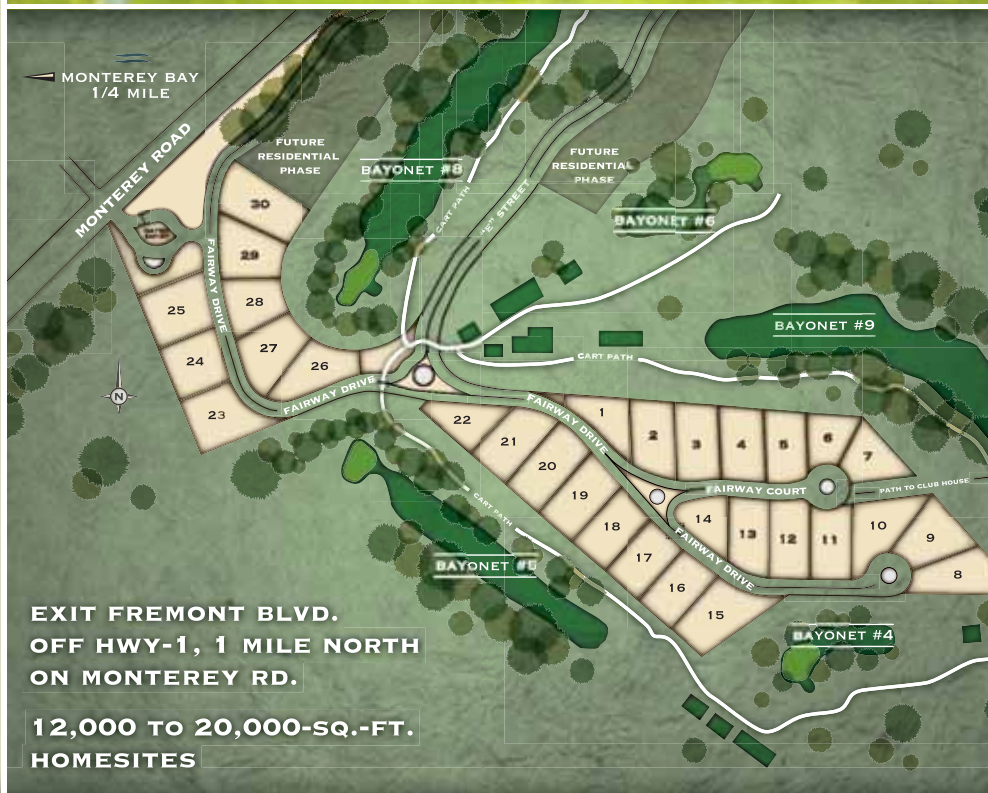 MONTEREY BAY
1/4 MILE
MONTEREY ROAD
FUTURE
RESIDENTIAL
PHASE
BAYONET #8
CART PATH
"E" STREET
FUTURE
RESIDENTIAL
PHASE
BAYONET #6
30
29
28
27
26
25
24
23
FAIRWAY DRIVE
FAIRWAY DRIVE
N
BAYONET #9
CART PATH
FAIRWAY DRIVE
1
2
3
4
5
6
7
22
21
20
19
18
17
16
15
FAIRWAY COURT
PATH TO CLUB HOUSE
14
13
12
11
10
9
8
FAIRWAY DRIVE
CART PATH
BAYONET #5
BAYONET #4
EXIT FREMONT BLVD.
OFF HWY-1, 1 MILE NORTH
ON MONTEREY RD.
12,000 TO 20,000-SQ.-FT.
HOMESITES